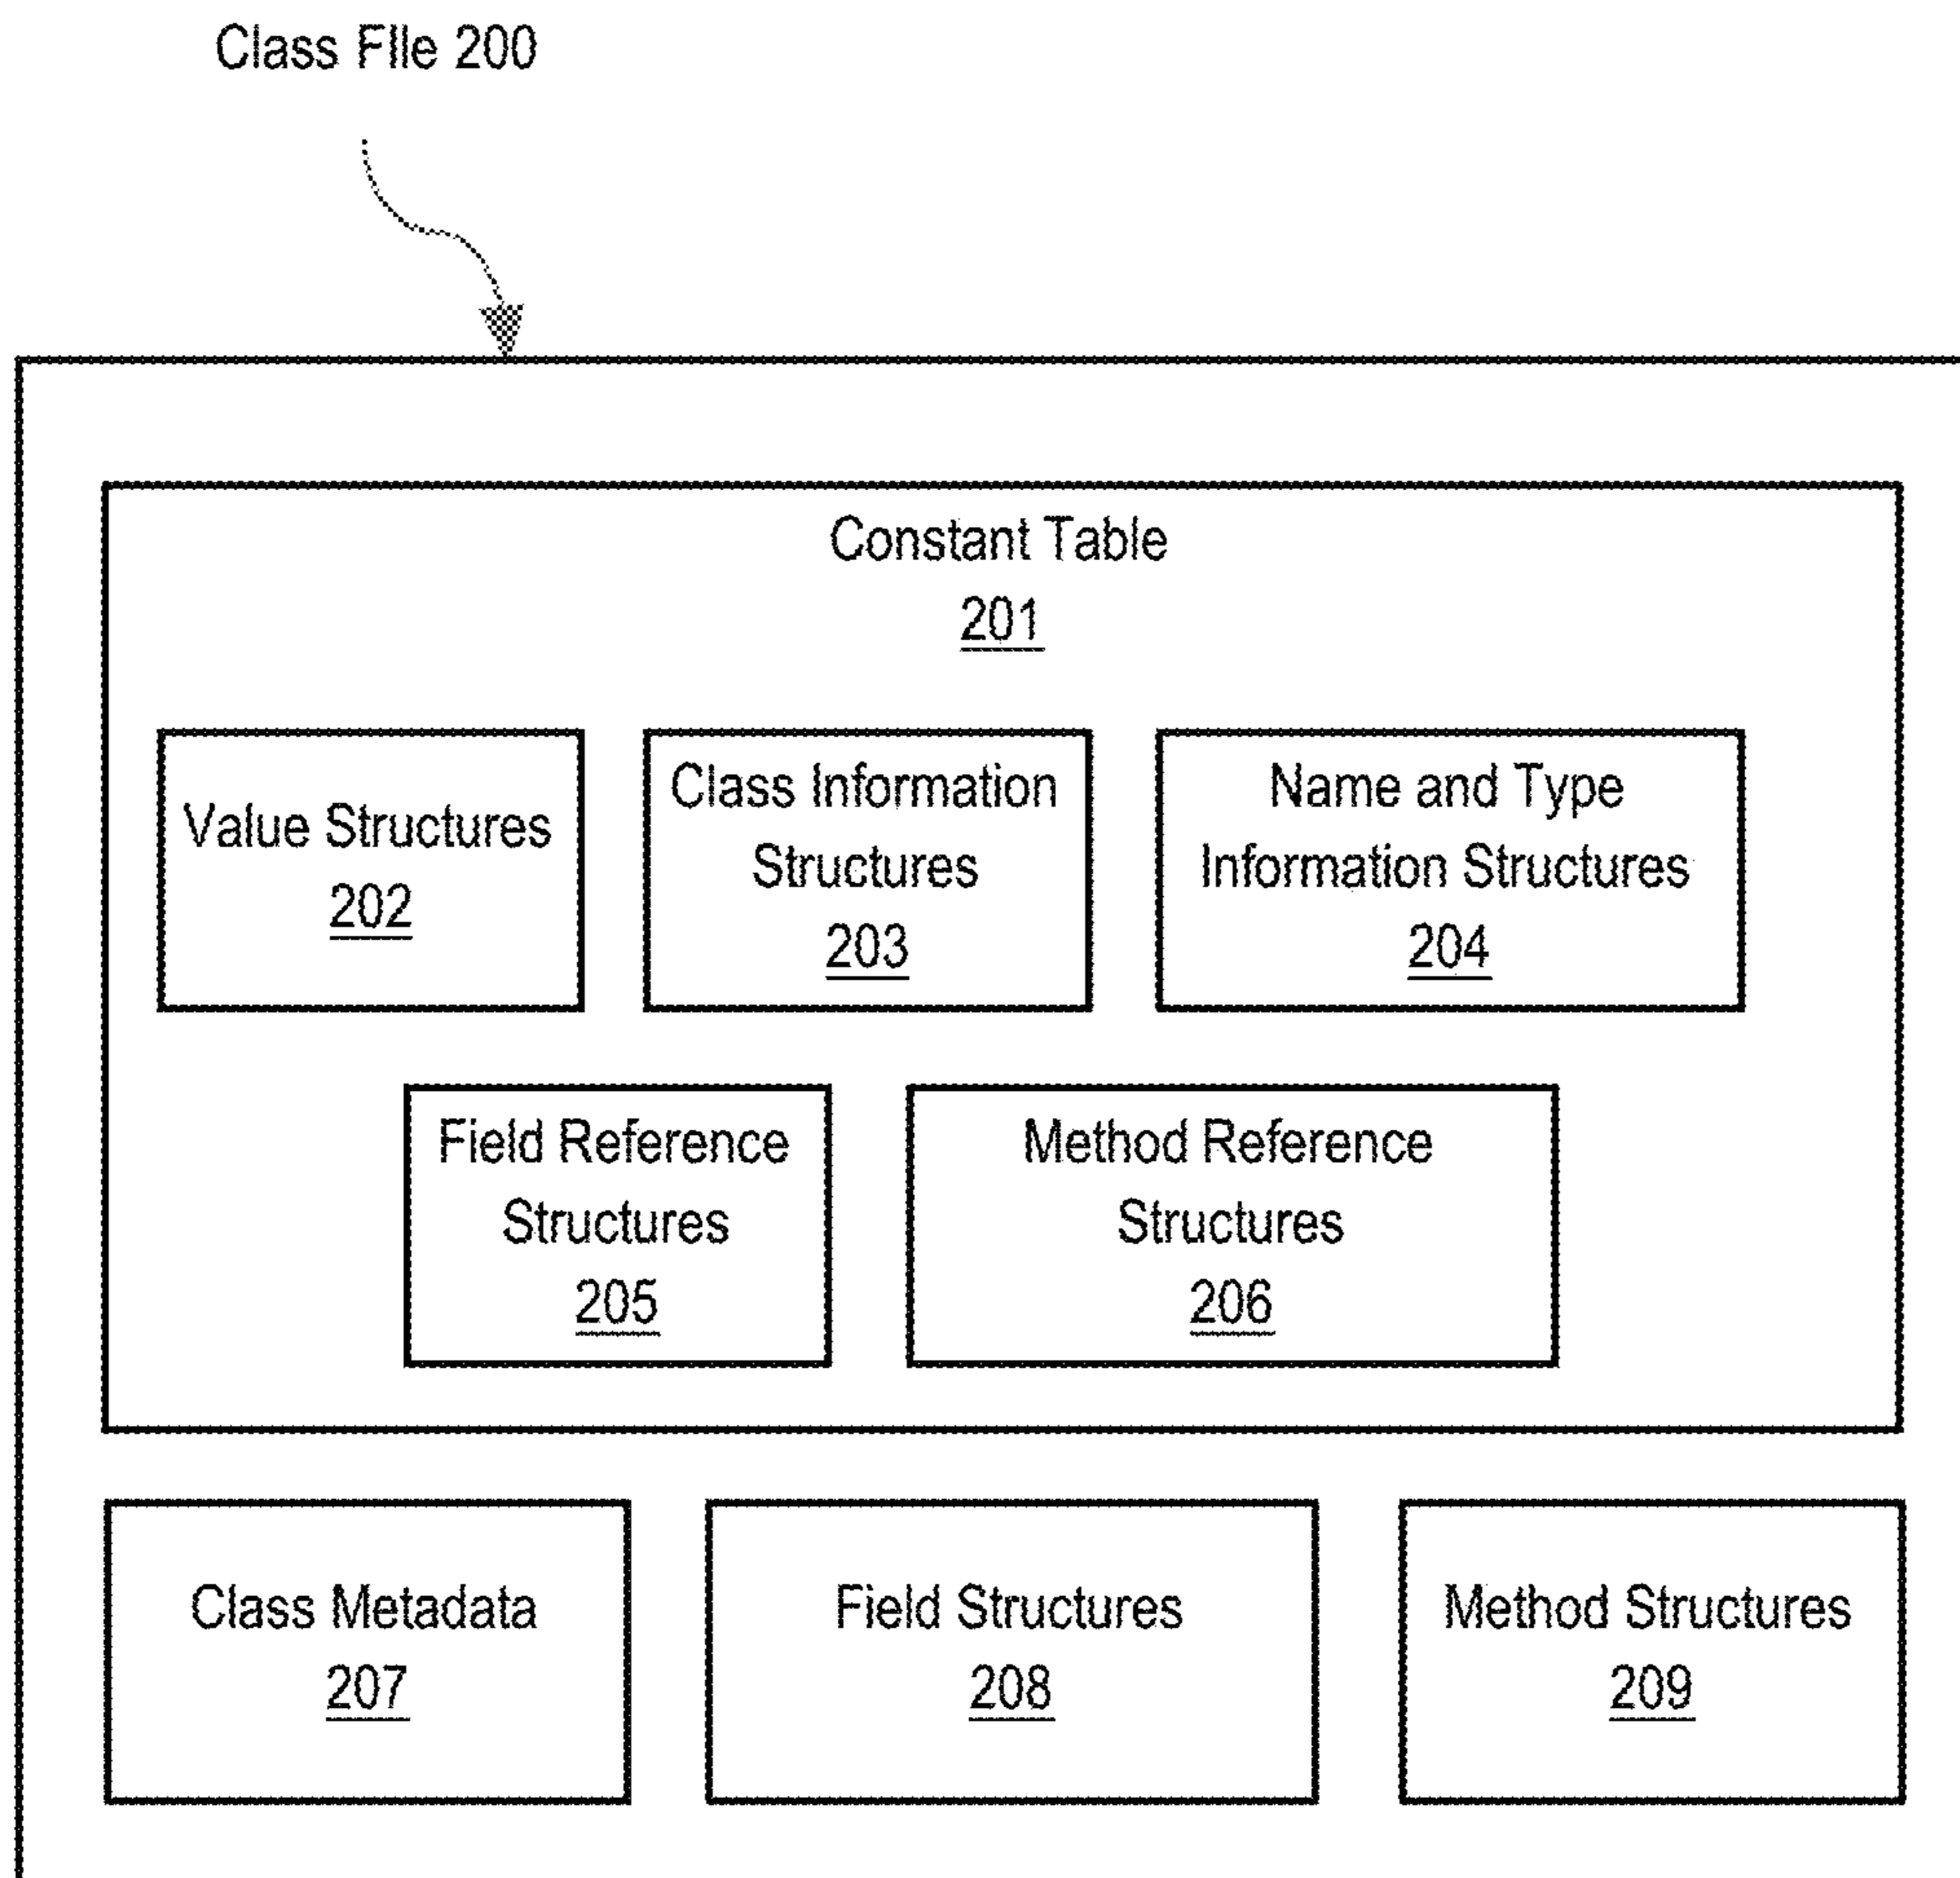 Class FIle 200
Constant Table
201
Value Structures
202
Class Information
Structures
203
Name and Type
Information Structures
204
Field Reference
Structures
205
Method Reference
Structures
206
Class Metadata
207
Field Structures
208
Method Structures
209